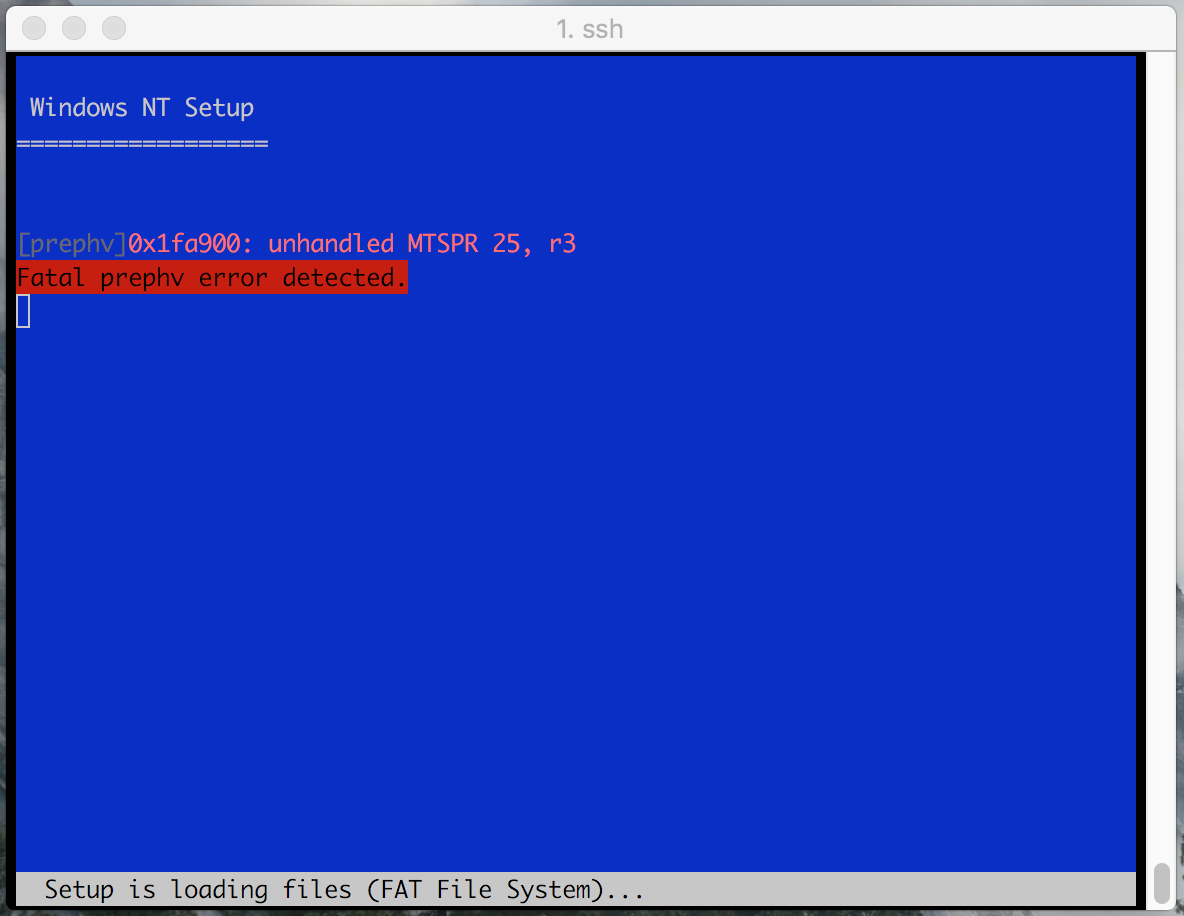 1. ssh
Windows NT Setup
==================
[prephv]0x1fa900: unhandled MTSPR 25, r3
Fatal prephv error detected.
Setup is loading files (FAT File System)...